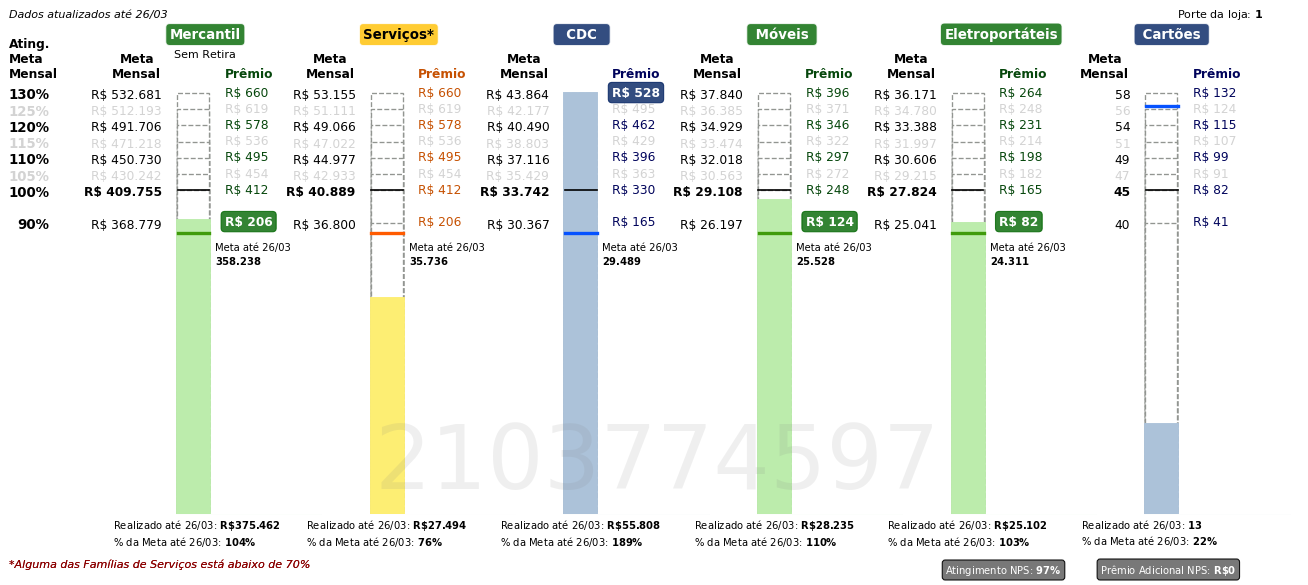 Dados atualizados até 26/03
Porte da loja: 1
Mercantil Serviços* CDC Móveis Eletroportáteis Cartões
Sem Retira
Ating. Meta Mensal
Meta Mensal Prêmio Meta Mensal Prêmio Meta Mensal Prêmio Meta Mensal Prêmio Meta Mensal Prêmio Meta Mensal Prêmio
130% R$ 532.681 R$ 660 R$ 53.155 R$ 660 R$ 43.864 R$ 528 R$ 37.840 R$ 396 R$ 36.171 R$ 264 58 R$ 132
125% R$ 512.193 R$ 619 R$ 51.111 R$ 619 R$ 42.177 R$ 495 R$ 36.385 R$ 371 R$ 34.780 R$ 248 56 R$ 124
120% R$ 491.706 R$ 578 R$ 49.066 R$ 578 R$ 40.490 R$ 462 R$ 34.929 R$ 346 R$ 33.388 R$ 231 54 R$ 115
115% R$ 471.218 R$ 536 R$ 47.022 R$ 536 R$ 38.803 R$ 429 R$ 33.474 R$ 322 R$ 31.997 R$ 214 51 R$ 107
110% R$ 450.730 R$ 495 R$ 44.977 R$ 495 R$ 37.116 R$ 396 R$ 32.018 R$ 297 R$ 30.606 R$ 198 49 R$ 99
105% R$ 430.242 R$ 454 R$ 42.933 R$ 454 R$ 35.429 R$ 363 R$ 30.563 R$ 272 R$ 29.215 R$ 182 47 R$ 91
100% R$ 409.755 R$ 412 R$ 40.889 R$ 412 R$ 33.742 R$ 330 R$ 29.108 R$ 248 R$ 27.824 R$ 165 45 R$ 82
90% R$ 368.779 R$ 206 R$ 36.800 R$ 206 R$ 30.367 R$ 165 R$ 26.197 R$ 124 R$ 25.041 R$ 82 40 R$ 41
Meta até 26/03 Meta até 26/03 Meta até 26/03 Meta até 26/03 Meta até 26/03
358.238 35.736 29.489 25.528 24.311
2103774597
Realizado até 26/03: R$375.462 Realizado até 26/03: R$27.494 Realizado até 26/03: R$55.808 Realizado até 26/03: R$28.235 Realizado até 26/03: R$25.102 Realizado até 26/03: 13
% da Meta até 26/03: 104% % da Meta até 26/03: 76% % da Meta até 26/03: 189% % da Meta até 26/03: 110% % da Meta até 26/03: 103% % da Meta até 26/03: 22%
*Alguma das Famílias de Serviços está abaixo de 70%
Atingimento NPS: 97% Prêmio Adicional NPS: R$0